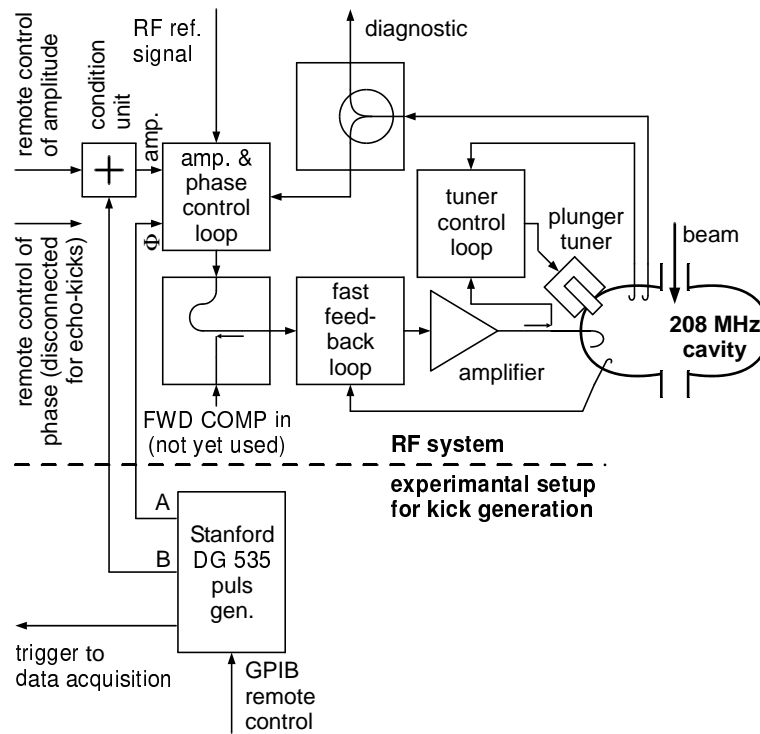 RF ref.
signal
diagnostic
remote control
of amplitude
condition
unit
amp.
+
amp. &
phase
control
loop
Φ
remote control of
phase (disconnected
for echo-kicks)
tuner
control
loop
plunger
tuner
beam
208 MHz
cavity
fast
feed-
back
loop
amplifier
FWD COMP in
(not yet used)
RF system
experimantal setup
for kick generation
A
B
Stanford
DG 535
puls
gen.
trigger to
data acquisition
GPIB
remote
control